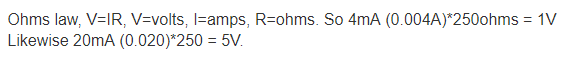 Ohms law, V=IR, V=volts, I=amps, R=ohms. So 4mA (0.004A)*250ohms = 1V
Likewise 20mA (0.020)*250 = 5V.